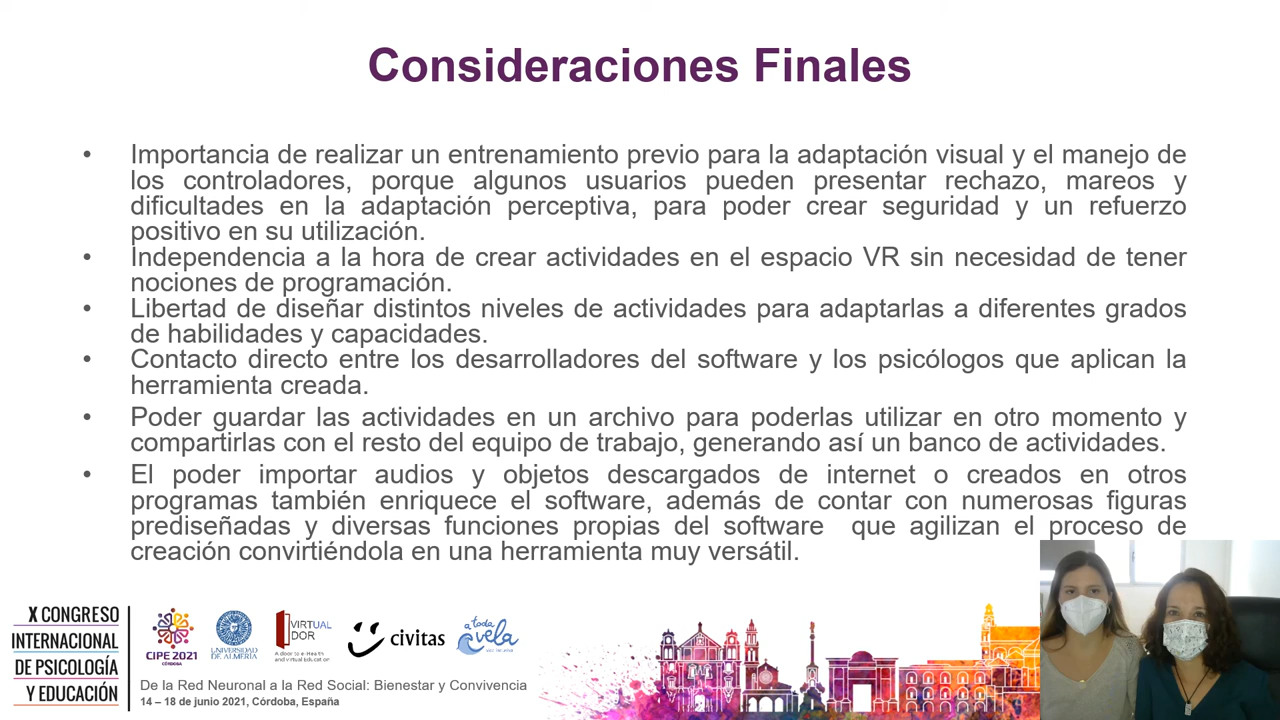 Consideraciones Finales
• Importancia de realizar un entrenamiento previo para la adaptación visual y el manejo de
los controladores, porque algunos usuarios pueden presentar rechazo, mareos y
dificultades en la adaptación perceptiva, para poder crear seguridad y un refuerzo
positivo en su utilización.
• Independencia a la hora de crear actividades en el espacio VR sin necesidad de tener
nociones de programación.
• Libertad de diseñar distintos niveles de actividades para adaptarlas a diferentes grados
de habilidades y capacidades.
• Contacto directo entre los desarrolladores del software y los psicólogos que aplican la
herramienta creada.
• Poder guardar las actividades en un archivo para poderlas utilizar en otro momento y
compartirlas con el resto del equipo de trabajo, generando así un banco de actividades.
• El poder importar audios y objetos descargados de internet o creados en otros
programas también enriquece el software, además de contar con numerosas figuras
prediseñadas y diversas funciones propias del software que agilizan el proceso de
creación convirtiéndola en una herramienta muy versátil.
X CONGRESO
INTERNACIONAL
DE PSICOLOGÍA
Y EDUCACIÓN
CIPE 2021
CÓRDOBA
UNIVERSIDAD
DE ALMERÍA
VIRTUAL
DOR
A door to e-Health
and virtual Education
civitas
a toda
vela
De la Red Neuronal a la Red Social: Bienestar y Convivencia
14 – 18 de junio 2021, Córdoba, España